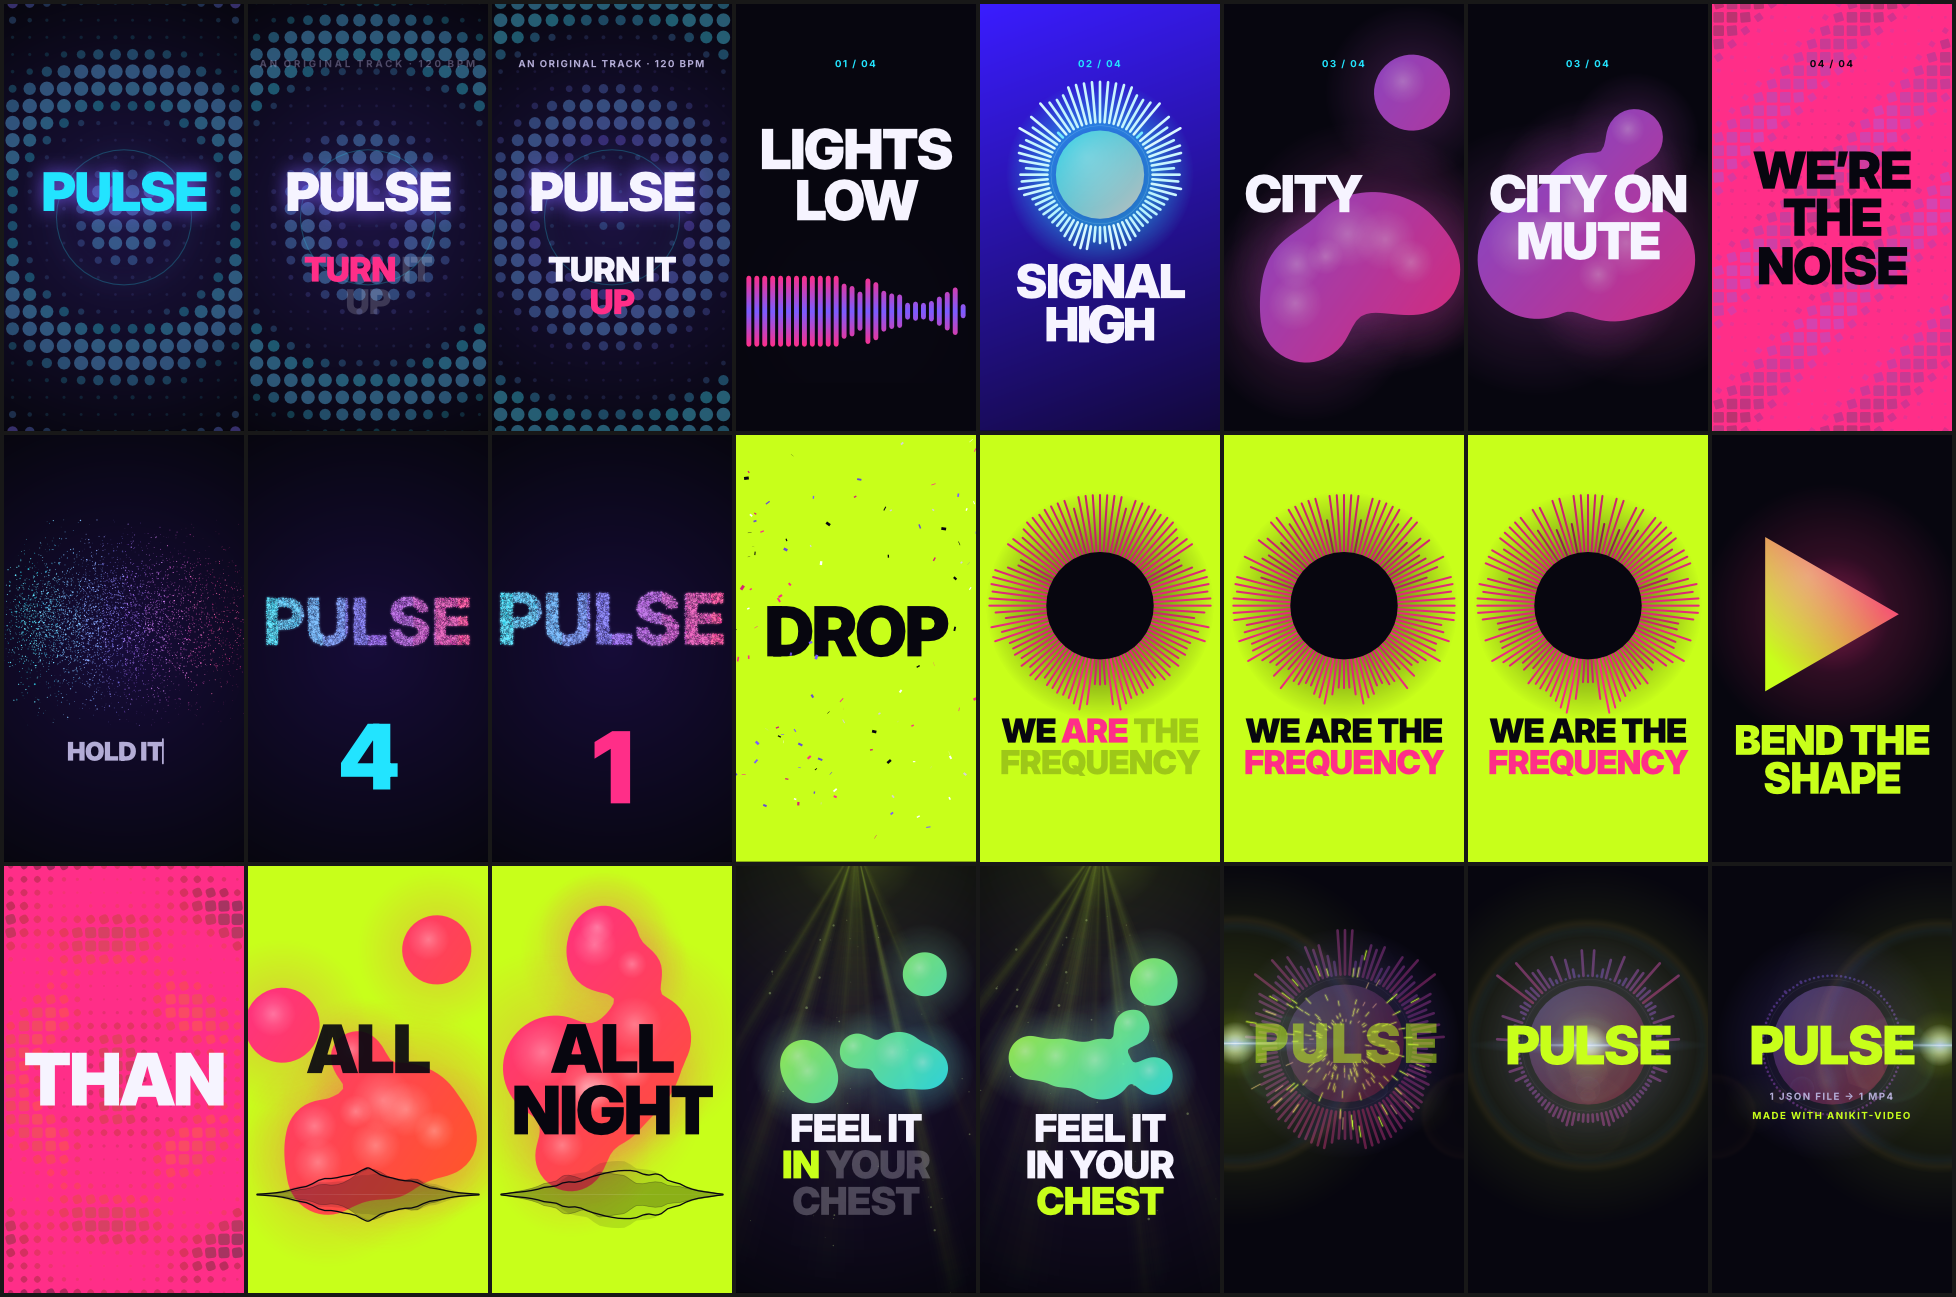 PULSE
AN ORIGINAL TRACK · 120 BPM
PULSE
TURN IT
UP
AN ORIGINAL TRACK · 120 BPM
PULSE
TURN IT
UP
01 / 04
LIGHTS
LOW
02 / 04
SIGNAL
HIGH
03 / 04
CITY
03 / 04
CITY ON
MUTE
04 / 04
WE'RE
THE
NOISE
HOLD IT
PULSE
4
PULSE
1
DROP
WE ARE THE
FREQUENCY
WE ARE THE
FREQUENCY
WE ARE THE
FREQUENCY
BEND THE
SHAPE
THAN
ALL
ALL
NIGHT
FEEL IT
IN YOUR
CHEST
FEEL IT
IN YOUR
CHEST
PULSE
PULSE
PULSE
1 JSON FILE → 1 MP4
MADE WITH ANIKIT-VIDEO